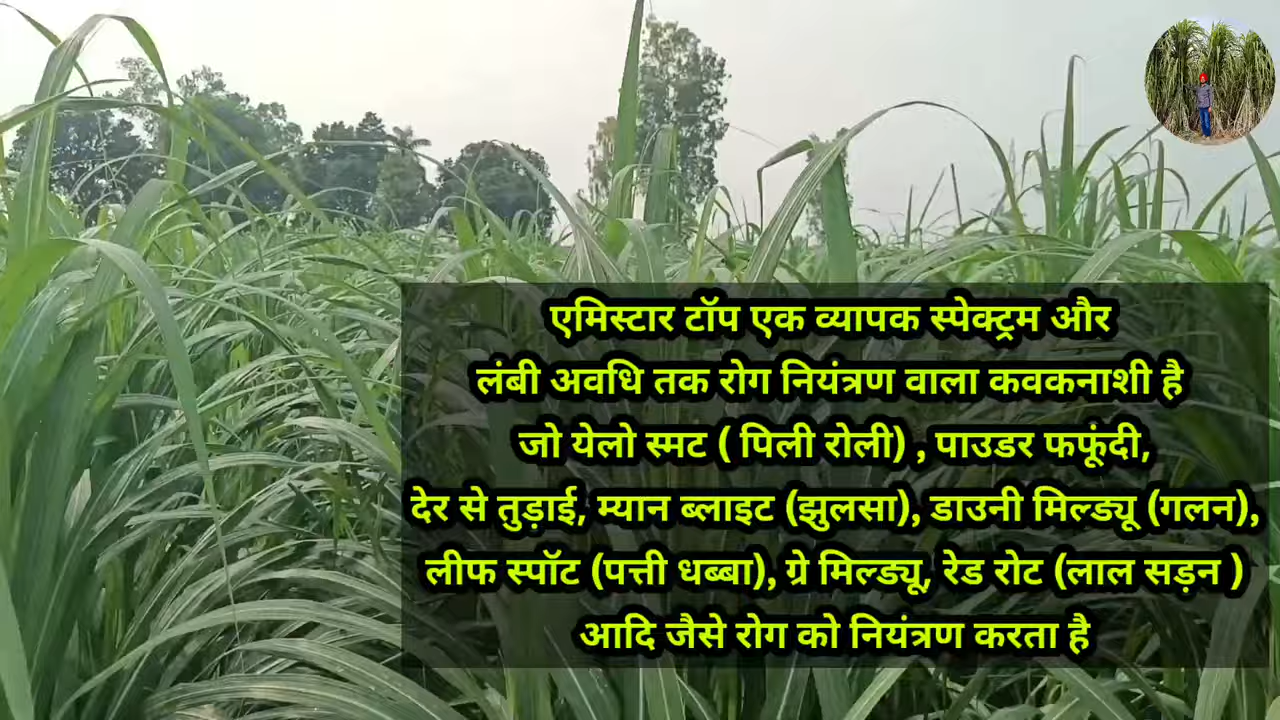 एमिस्टार टॉप एक व्यापक स्पेक्ट्रम और
लंबी अवधि तक रोग नियंत्रण वाला कवकनाशी है
जो येलो स्मट ( पिली रोली) , पाउडर फफूंदी,
देर से तुड़ाई, म्यान ब्लाइट (झुलसा), डाउनी मिल्ड्यू (गलन),
लीफ स्पॉट (पत्ती धब्बा), ग्रे मिल्ड्यू, रेड रोट (लाल सड़न )
आदि जैसे रोग को नियंत्रण करता है